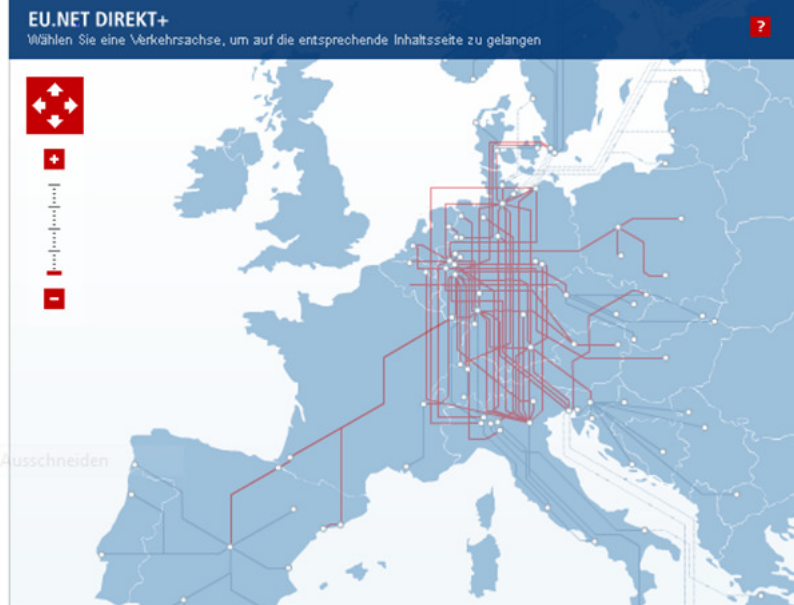 EU.NET DIREKT+
Wählen Sie eine Verkehrsachse, um auf die entsprechende Inhaltsseite zu gelangen
?
+
−
Ausschneiden